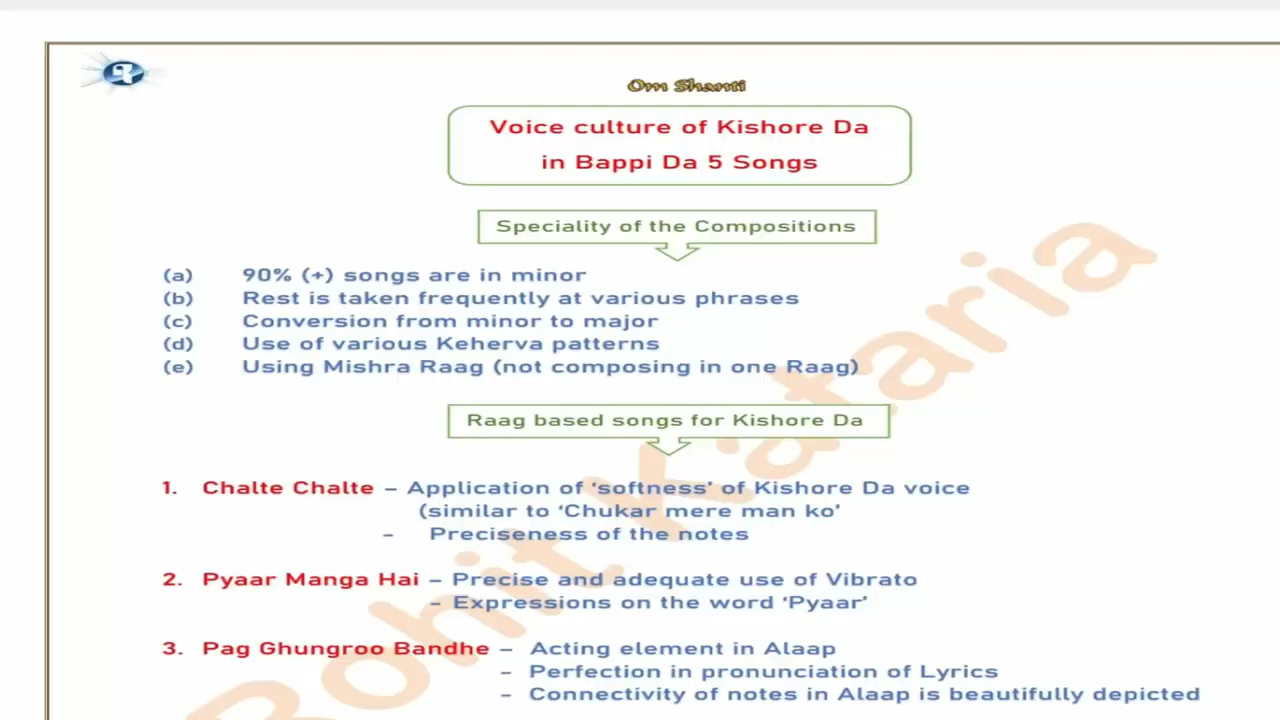 Om Shanti
Voice culture of Kishore Da
in Bappi Da 5 Songs
Speciality of the Compositions
(a) 90% (+) songs are in minor
(b) Rest is taken frequently at various phrases
(c) Conversion from minor to major
(d) Use of various Keherva patterns
(e) Using Mishra Raag (not composing in one Raag)
Raag based songs for Kishore Da
1. Chalte Chalte – Application of ‘softness’ of Kishore Da voice
(similar to ‘Chukar mere man ko’
- Preciseness of the notes
2. Pyaar Manga Hai – Precise and adequate use of Vibrato
– Expressions on the word ‘Pyaar’
3. Pag Ghungroo Bandhe – Acting element in Alaap
- Perfection in pronunciation of Lyrics
- Connectivity of notes in Alaap is beautifully depicted
Rohit Kataria